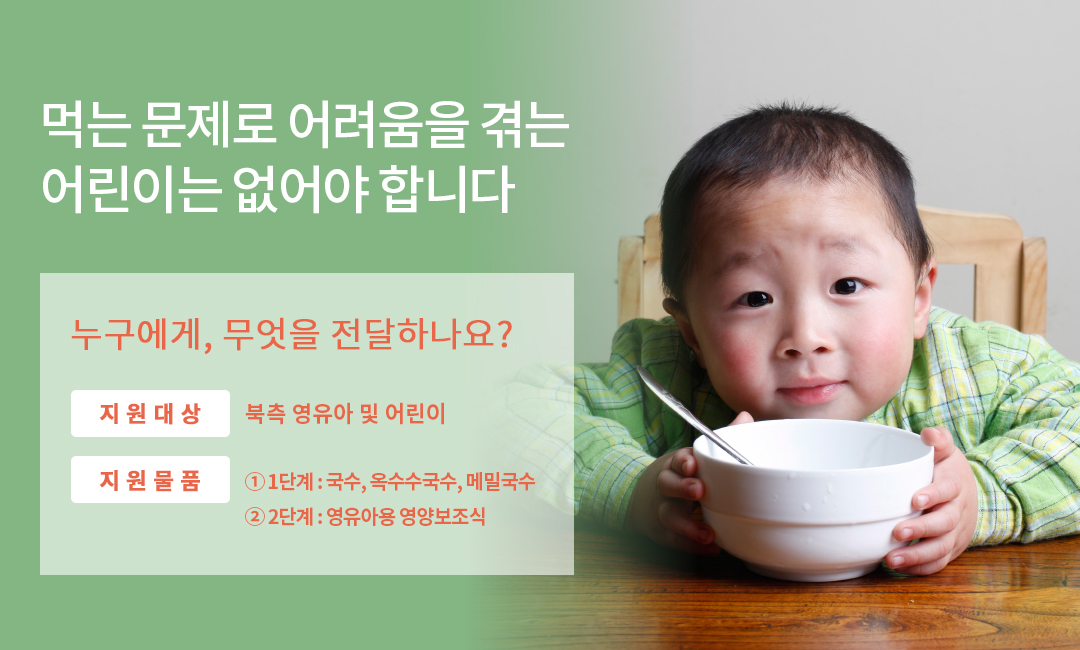 먹는 문제로 어려움을 겪는
어린이는 없어야 합니다
누구에게, 무엇을 전달하나요?
지원대상
북측 영유아 및 어린이
지원물품
① 1단계 : 국수, 옥수수국수, 메밀국수
② 2단계 : 영유아용 영양보조식